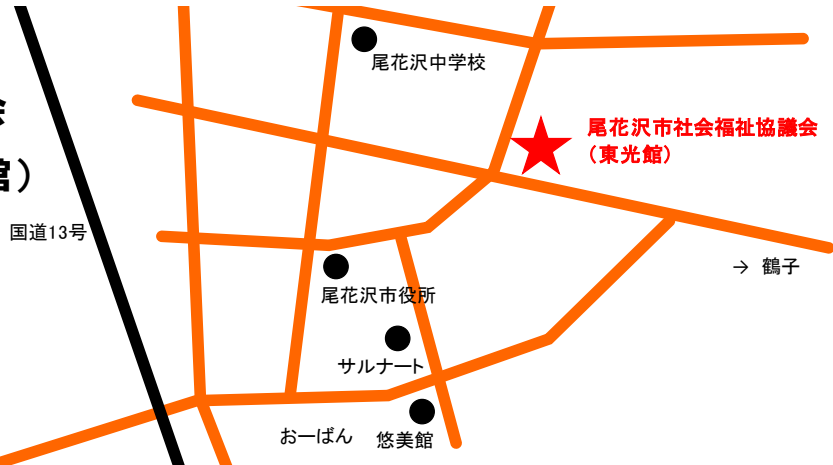 尾花沢中学校
会
尾花沢市社会福祉協議会
（東光館）
館）
国道13号
→ 鶴子
尾花沢市役所
サルナート
おーばん
悠美館